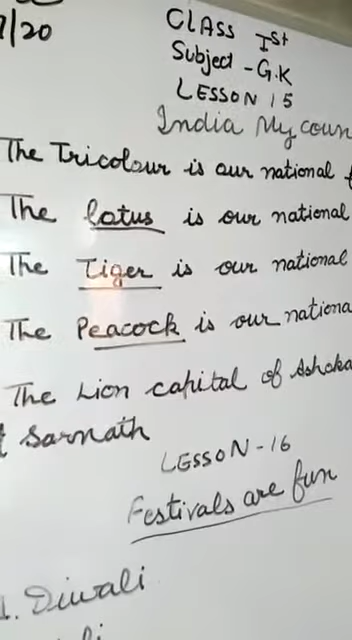 /20
CLASS Ist
Subject - G.K
LESSON 15
India My coun
The Tricolour is our national f
The lotus is our national
The Tiger is our national
The Peacock is our nationa
The Lion capital of Ashoka
Sarnath
LESSON - 16
Festivals are fun
1. Diwali